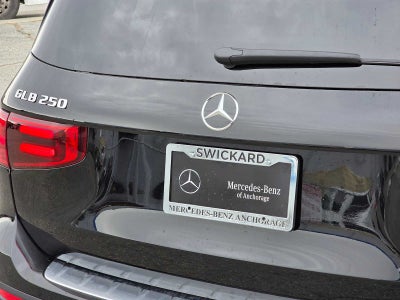 GLB 250
SWICKARD
Mercedes-Benz
of Anchorage
MERCEDES-BENZ ANCHORAGE